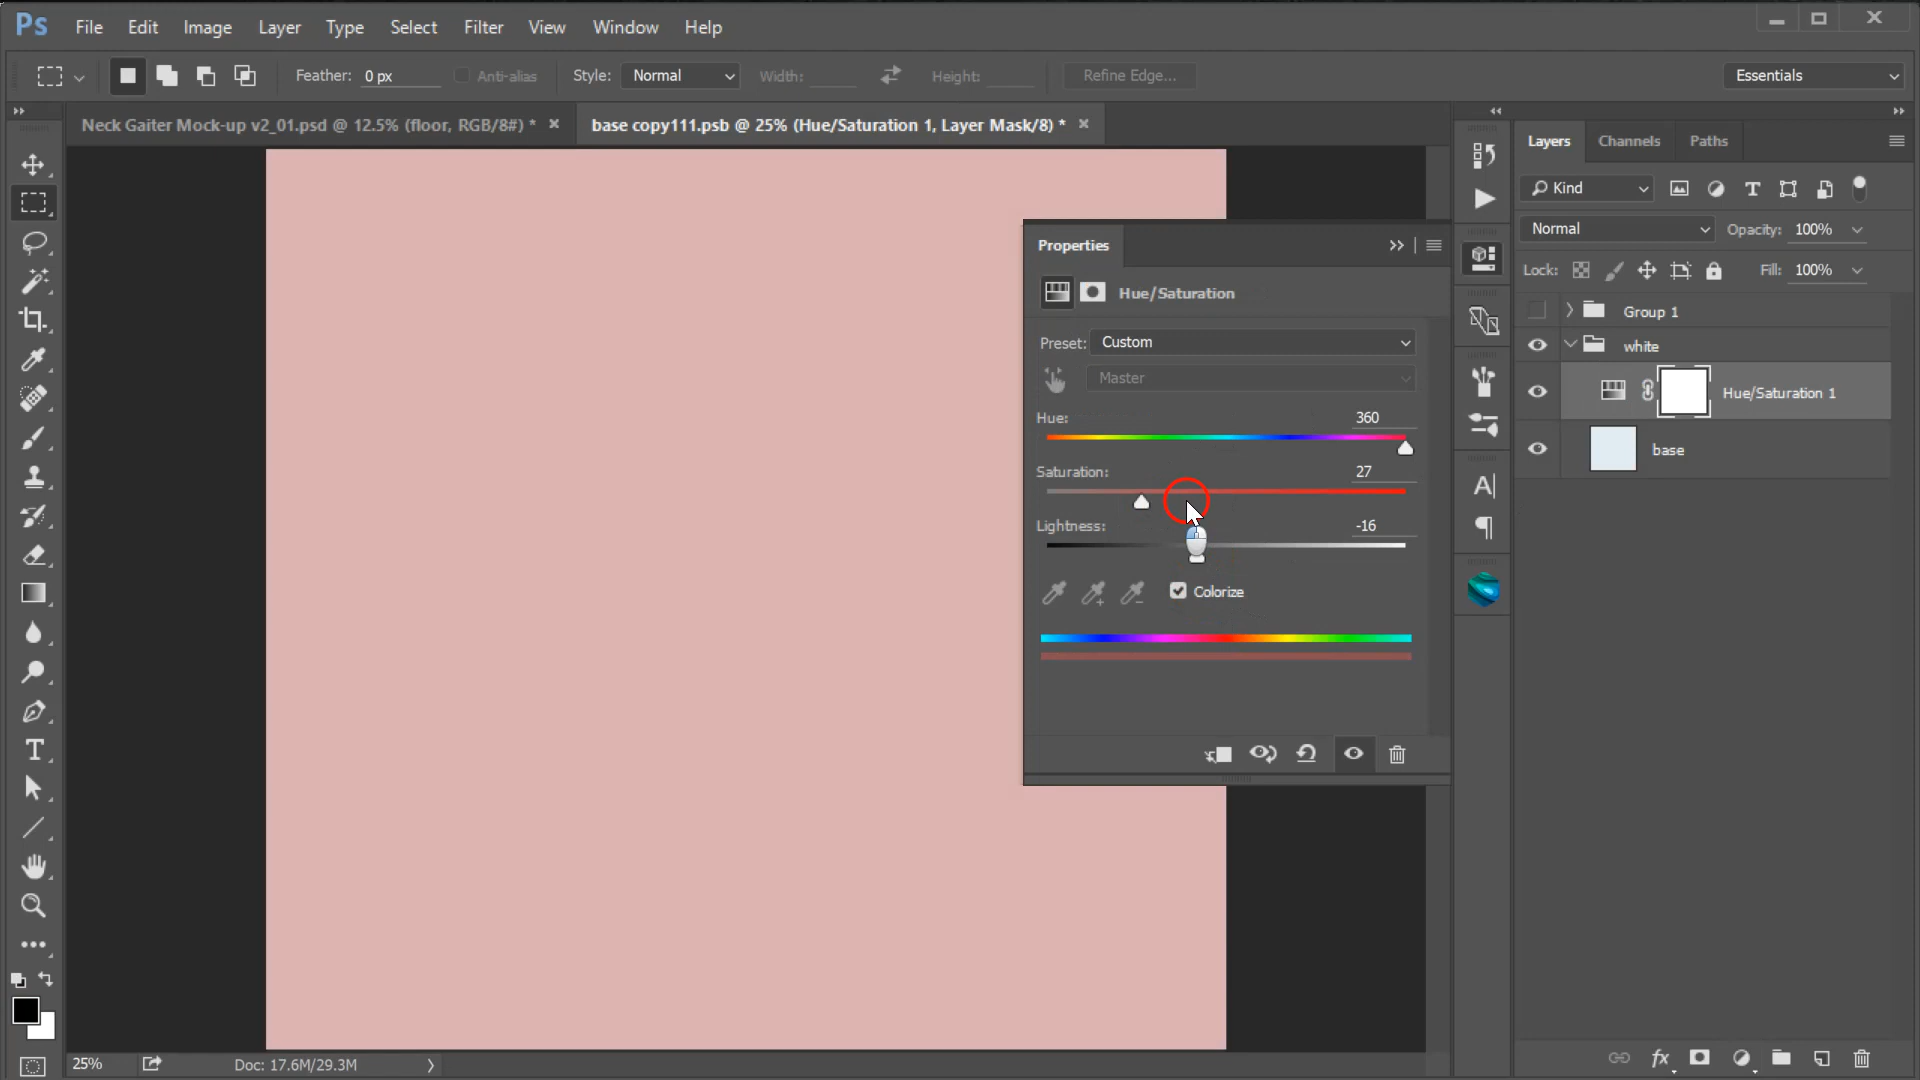 Ps File Edit Image Layer Type Select Filter View Window Help
Feather: 0 px Anti-alias Style: Normal Width: Height: Refine Edge... Essentials
Neck Gaiter Mock-up v2_01.psd @ 12.5% (floor, RGB/8#) * base copy111.psb @ 25% (Hue/Saturation 1, Layer Mask/8) *
Layers Channels Paths
Kind
Normal Opacity: 100%
Lock: Fill: 100%
Group 1
white
Hue/Saturation 1
base
Properties
Hue/Saturation
Preset: Custom
Master
Hue: 360
Saturation: 27
Lightness: -16
Colorize
25% Doc: 17.6M/29.3M